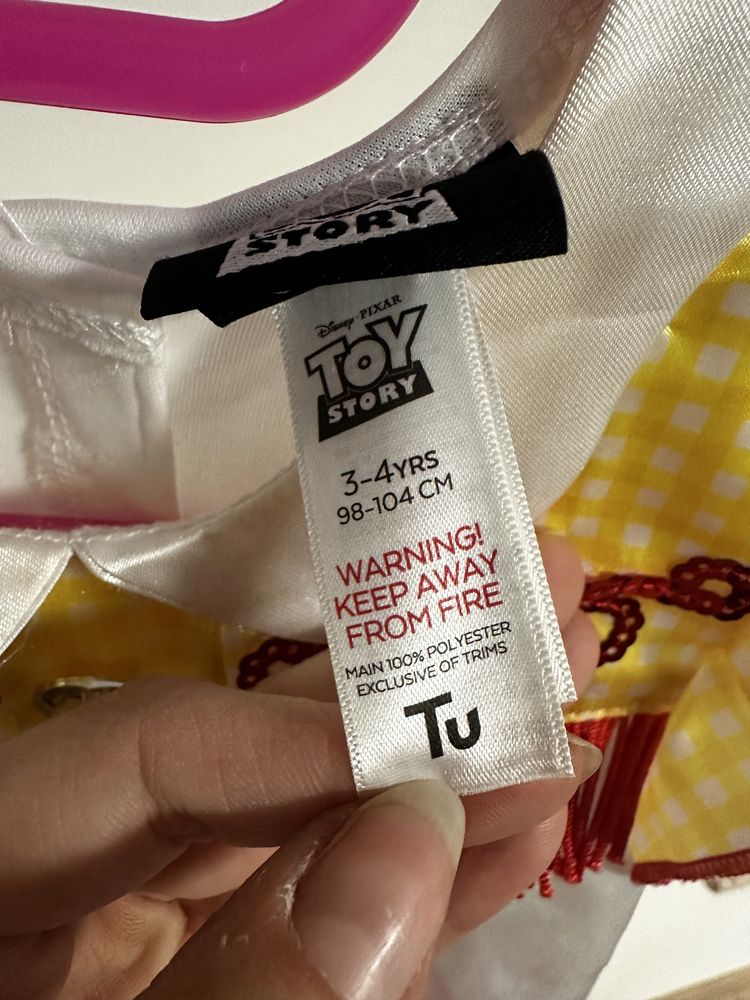 STORY
Disney·PIXAR
TOY
STORY
3-4YRS
98-104 CM
WARNING!
KEEP AWAY
FROM FIRE
MAIN 100% POLYESTER
EXCLUSIVE OF TRIMS
Tu